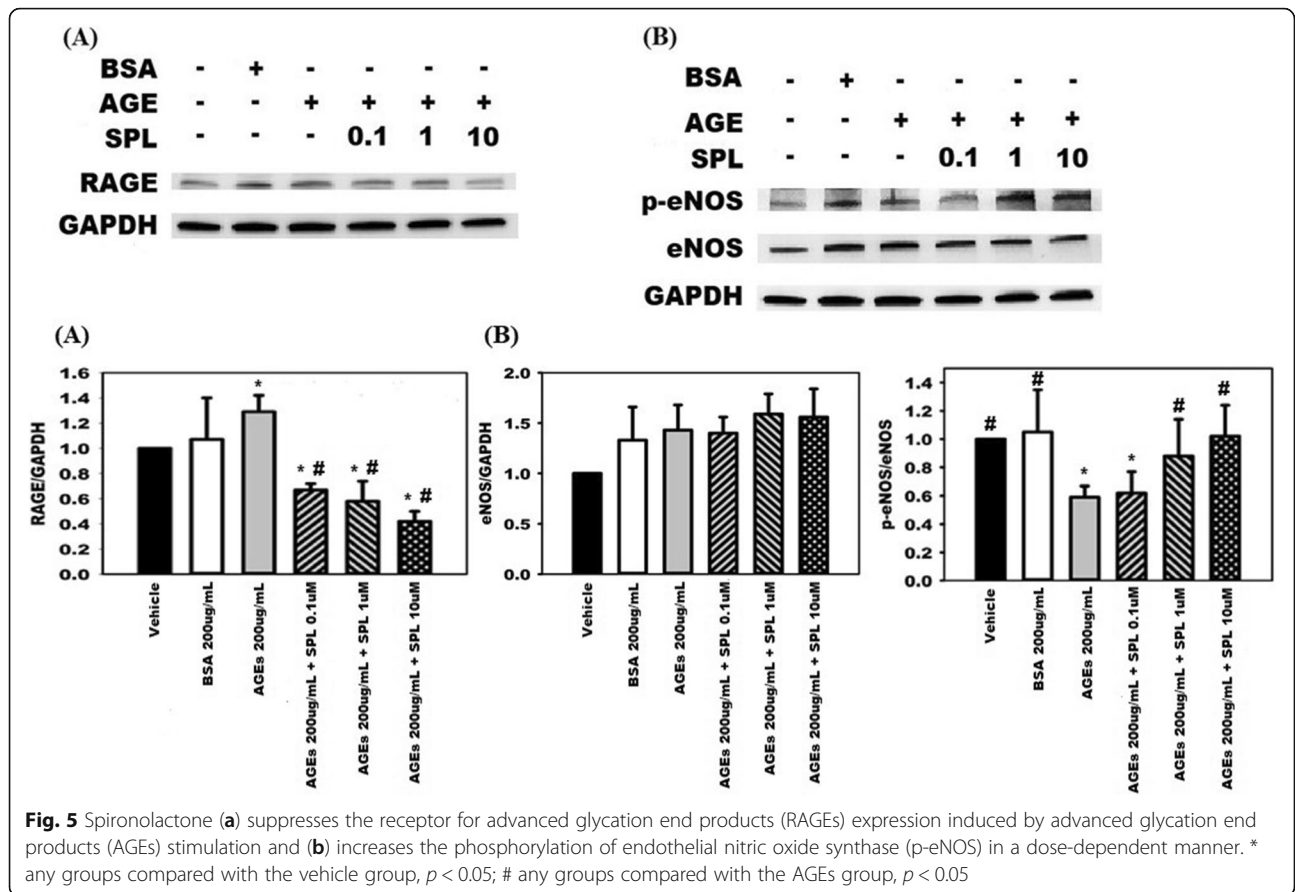 (A)
BSA - + - - - -
AGE - - + + + +
SPL - - - 0.1 1 10
RAGE
GAPDH
(B)
BSA - + - - - -
AGE - - + + + +
SPL - - - 0.1 1 10
p-eNOS
eNOS
GAPDH
(A)
RAGE/GAPDH
1.6
1.4
1.2
1.0
0.8
0.6
0.4
0.2
0.0
*
* #
* #
* #
Vehicle
BSA 200ug/mL
AGEs 200ug/mL
AGEs 200ug/mL + SPL 0.1uM
AGEs 200ug/mL + SPL 1uM
AGEs 200ug/mL + SPL 10uM
(B)
eNOS/GAPDH
2.0
1.5
1.0
0.5
0.0
Vehicle
BSA 200ug/mL
AGEs 200ug/mL
AGEs 200ug/mL + SPL 0.1uM
AGEs 200ug/mL + SPL 1uM
AGEs 200ug/mL + SPL 10uM
p-eNOS/eNOS
1.4
1.2
1.0
0.8
0.6
0.4
0.2
0.0
#
#
*
*
#
#
Vehicle
BSA 200ug/mL
AGEs 200ug/mL
AGEs 200ug/mL + SPL 0.1uM
AGEs 200ug/mL + SPL 1uM
AGEs 200ug/mL + SPL 10uM
Fig. 5 Spironolactone (a) suppresses the receptor for advanced glycation end products (RAGEs) expression induced by advanced glycation end
products (AGEs) stimulation and (b) increases the phosphorylation of endothelial nitric oxide synthase (p-eNOS) in a dose-dependent manner. *
any groups compared with the vehicle group, p < 0.05; # any groups compared with the AGEs group, p < 0.05